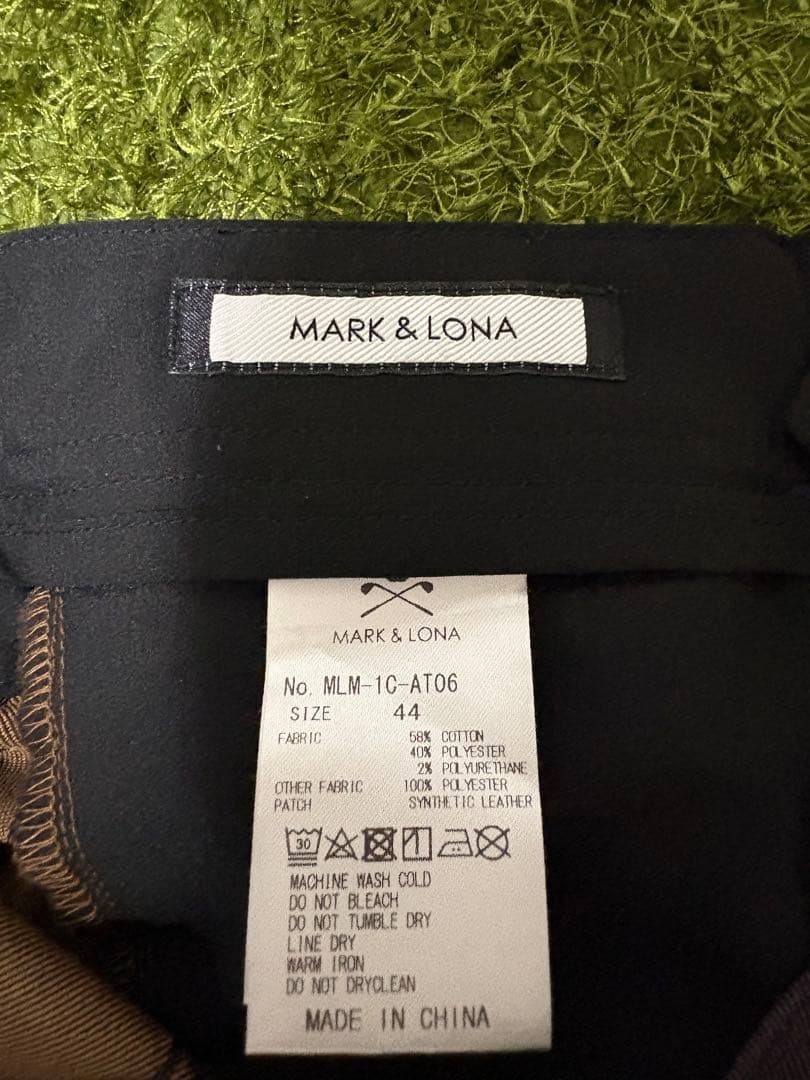 MARK & LONA
MARK & LONA
No. MLM-1C-AT06
SIZE 44
FABRIC 58% COTTON
40% POLYESTER
2% POLYURETHANE
OTHER FABRIC 100% POLYESTER
PATCH SYNTHETIC LEATHER
30
MACHINE WASH COLD
DO NOT BLEACH
DO NOT TUMBLE DRY
LINE DRY
WARM IRON
DO NOT DRYCLEAN
MADE IN CHINA